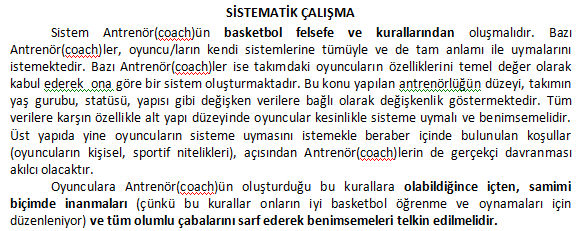 SİSTEMATİK ÇALIŞMA
Sistem Antrenör(coach)ün basketbol felsefe ve kurallarından oluşmalıdır. Bazı
Antrenör(coach)ler, oyuncu/ların kendi sistemlerine tümüyle ve de tam anlamı ile uymalarını
istemektedir. Bazı Antrenör(coach)ler ise takımdaki oyuncuların özelliklerini temel değer olarak
kabul ederek ona göre bir sistem oluşturmaktadır. Bu konu yapılan antrenörlüğün düzeyi, takımın
yaş gurubu, statüsü, yapısı gibi değişken verilere bağlı olarak değişkenlik göstermektedir. Tüm
verilere karşın özellikle alt yapı düzeyinde oyuncular kesinlikle sisteme uymalı ve benimsemelidir.
Üst yapıda yine oyuncuların sisteme uymasını istemekle beraber içinde bulunulan koşullar
(oyuncuların kişisel, sportif nitelikleri), açısından Antrenör(coach)lerin de gerçekçi davranması
akılcı olacaktır.
Oyunculara Antrenör(coach)ün oluşturduğu bu kurallara olabildiğince içten, samimi
biçimde inanmaları (çünkü bu kurallar onların iyi basketbol öğrenme ve oynamaları için
düzenleniyor) ve tüm olumlu çabalarını sarf ederek benimsemeleri telkin edilmelidir.